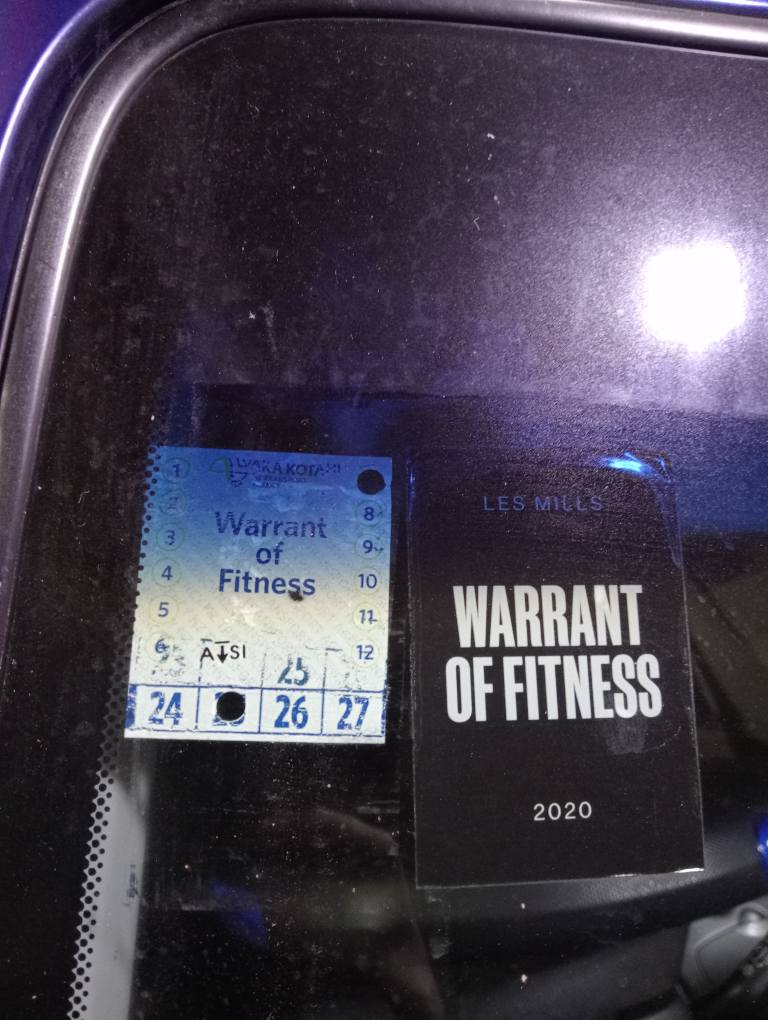 WAKA KOTAHI
Warrant
of
Fitness
1
3
4
5
6
8
9
10
11
12
25
24
26
27
LES MILLS
WARRANT
OF FITNESS
2020